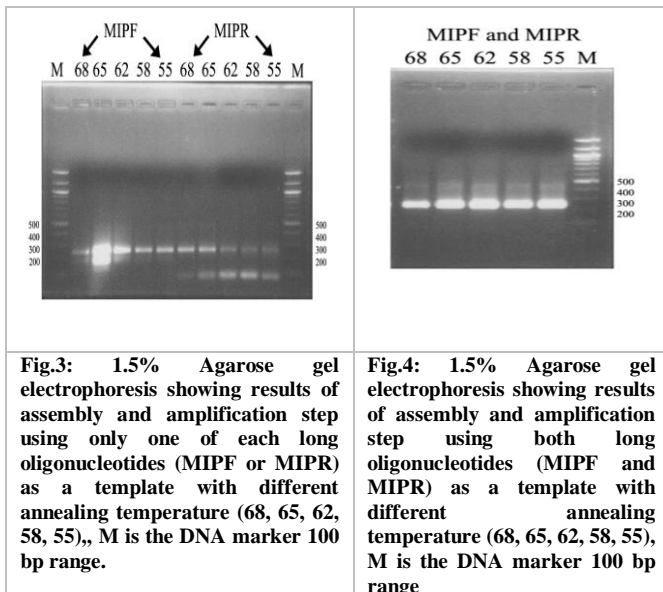 MIPF MIPR
M 68 65 62 58 55 68 65 62 58 55 M
500 500
400 400
300 300
200 200
Fig.3: 1.5% Agarose gel
electrophoresis showing results of
assembly and amplification step
using only one of each long
oligonucleotides (MIPF or MIPR)
as a template with different
annealing temperature (68, 65, 62,
58, 55),, M is the DNA marker 100
bp range.
MIPF and MIPR
68 65 62 58 55 M
500
400
300
200
Fig.4: 1.5% Agarose gel
electrophoresis showing results
of assembly and amplification
step using both long
oligonucleotides (MIPF and
MIPR) as a template with
different annealing
temperature (68, 65, 62, 58, 55),
M is the DNA marker 100 bp
range